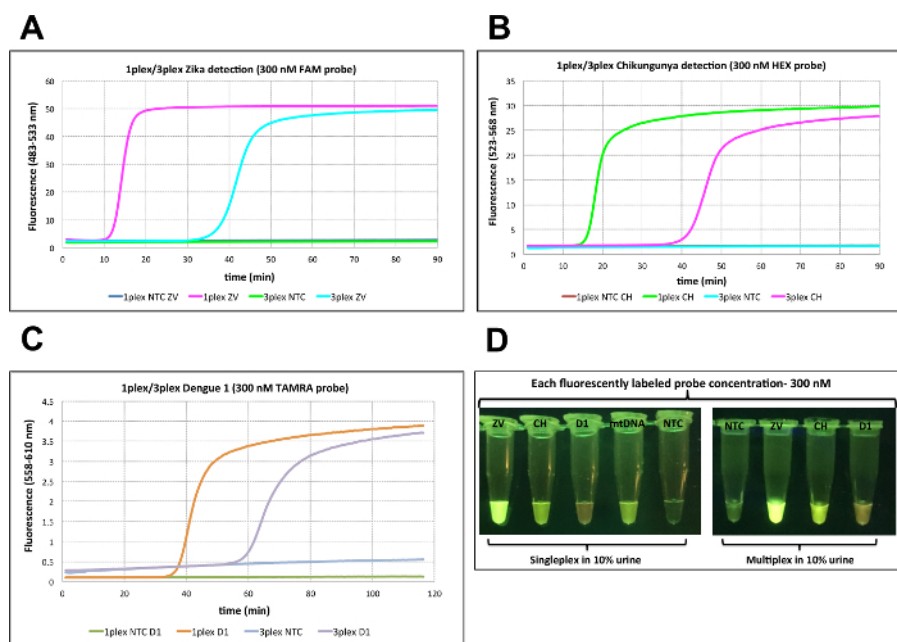 A
1plex/3plex Zika detection (300 nM FAM probe)
Fluorescence (483-533 nm)
60
50
40
30
20
10
0
0 10 20 30 40 50 60 70 80 90
time (min)
1plex NTC ZV 1plex ZV 3plex NTC 3plex ZV
B
1plex/3plex Chikungunya detection (300 nM HEX probe)
Fluorescence (523-568 nm)
35
30
25
20
15
10
5
0
0 10 20 30 40 50 60 70 80 90
time (min)
1plex NTC CH 1plex CH 3plex NTC 3plex CH
C
1plex/3plex Dengue 1 (300 nM TAMRA probe)
Fluorescence (558-610 nm)
4.5
4
3.5
3
2.5
2
1.5
1
0.5
0
0 20 40 60 80 100 120
time (min)
1plex NTC D1 1plex D1 3plex NTC 3plex D1
D
Each fluorescently labeled probe concentration- 300 nM
ZV CH D1 mtDNA NTC
NTC ZV CH D1
Singleplex in 10% urine
Multiplex in 10% urine